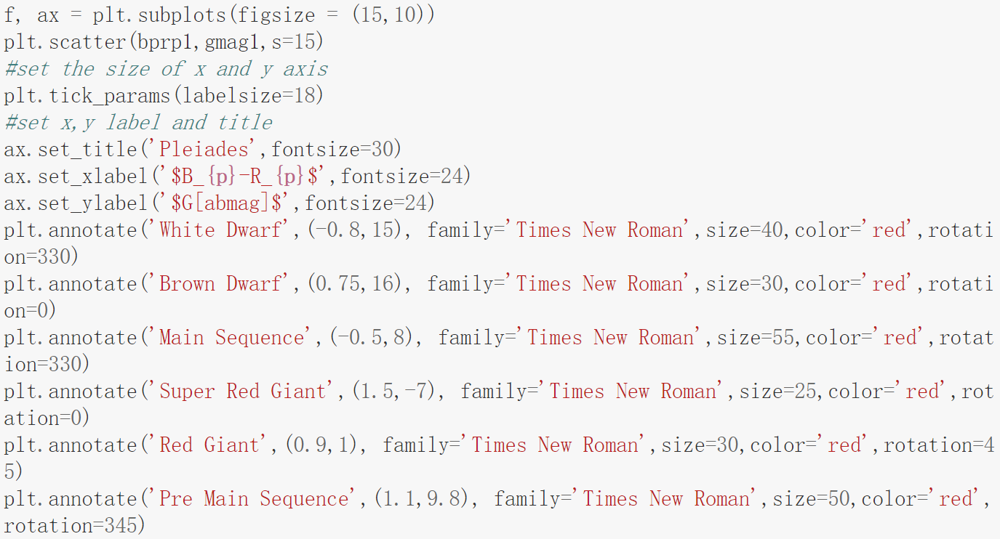 f, ax = plt.subplots(figsize = (15,10))
plt.scatter(bprp1,gmag1,s=15)
#set the size of x and y axis
plt.tick_params(labelsize=18)
#set x,y label and title
ax.set_title('Pleiades',fontsize=30)
ax.set_xlabel('$B_{p}-R_{p}$',fontsize=24)
ax.set_ylabel('$G[abmag]$',fontsize=24)
plt.annotate('White Dwarf',(-0.8,15), family='Times New Roman',size=40,color='red',rotati
on=330)
plt.annotate('Brown Dwarf',(0.75,16), family='Times New Roman',size=30,color='red',rotati
on=0)
plt.annotate('Main Sequence',(-0.5,8), family='Times New Roman',size=55,color='red',rotat
ion=330)
plt.annotate('Super Red Giant',(1.5,-7), family='Times New Roman',size=25,color='red',rot
ation=0)
plt.annotate('Red Giant',(0.9,1), family='Times New Roman',size=30,color='red',rotation=4
5)
plt.annotate('Pre Main Sequence',(1.1,9.8), family='Times New Roman',size=50,color='red',
rotation=345)